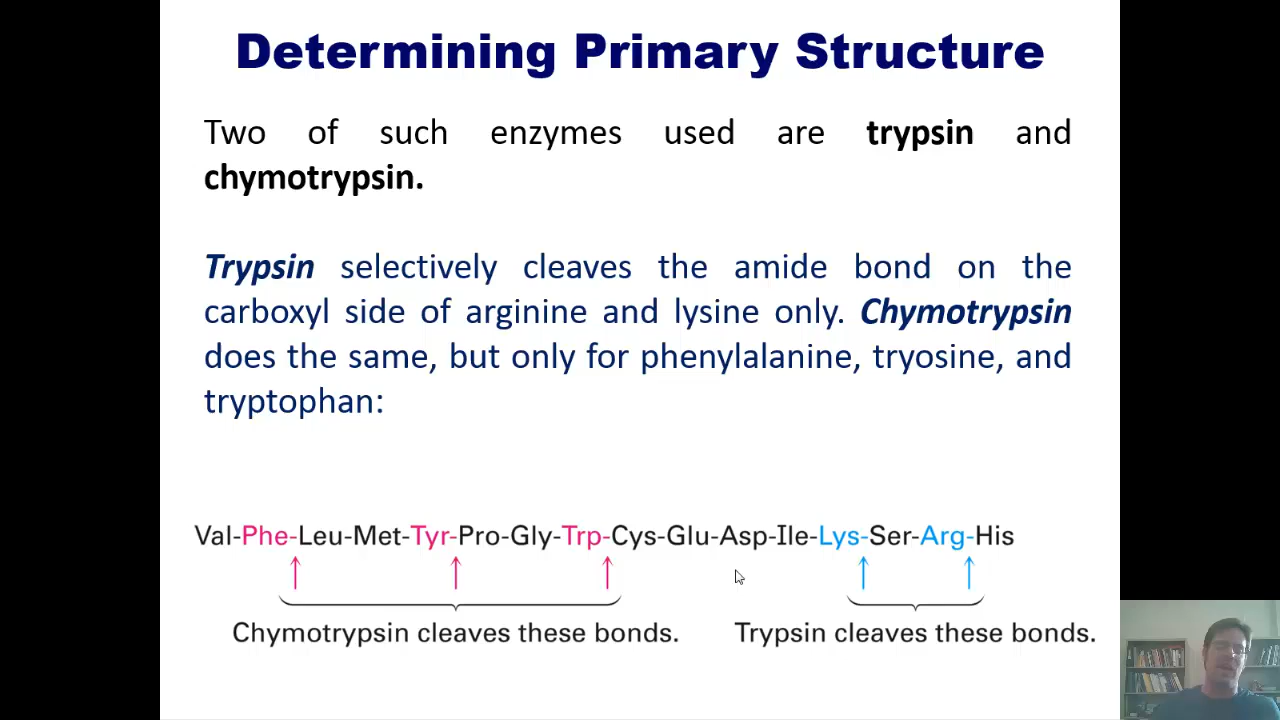 Determining Primary Structure
Two of such enzymes used are trypsin and
chymotrypsin.
Trypsin selectively cleaves the amide bond on the
carboxyl side of arginine and lysine only. Chymotrypsin
does the same, but only for phenylalanine, tryosine, and
tryptophan:
Val-Phe-Leu-Met-Tyr-Pro-Gly-Trp-Cys-Glu-Asp-Ile-Lys-Ser-Arg-His
Chymotrypsin cleaves these bonds. Trypsin cleaves these bonds.